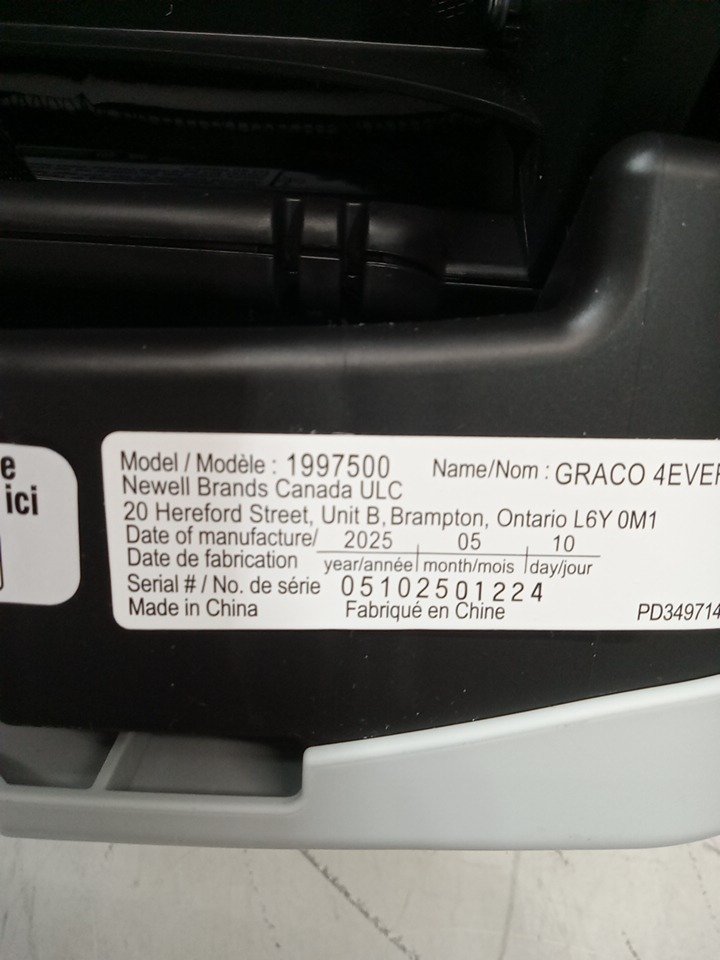 e
ici
Model / Modèle : 1997500 Name/Nom : GRACO 4EVER
Newell Brands Canada ULC
20 Hereford Street, Unit B, Brampton, Ontario L6Y 0M1
Date of manufacture/ 2025 05 10
Date de fabrication year/année month/mois day/jour
Serial # / No. de série 05102501224
Made in China Fabriqué en Chine PD349714